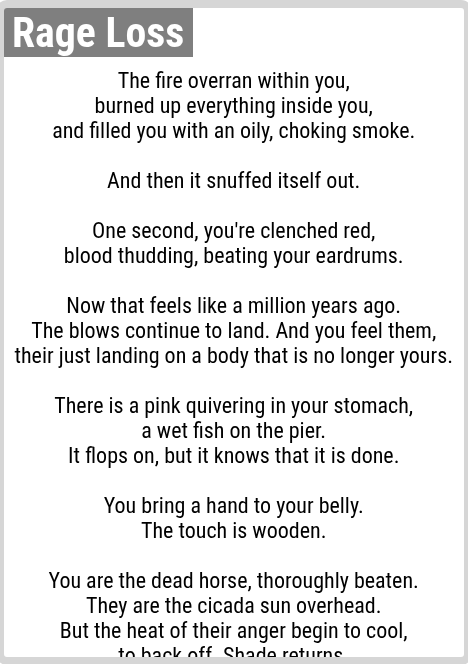 Rage Loss
The fire overran within you,
burned up everything inside you,
and filled you with an oily, choking smoke.
And then it snuffed itself out.
One second, you're clenched red,
blood thudding, beating your eardrums.
Now that feels like a million years ago.
The blows continue to land. And you feel them,
their just landing on a body that is no longer yours.
There is a pink quivering in your stomach,
a wet fish on the pier.
It flops on, but it knows that it is done.
You bring a hand to your belly.
The touch is wooden.
You are the dead horse, thoroughly beaten.
They are the cicada sun overhead.
But the heat of their anger begin to cool,
to back off. Shade returns